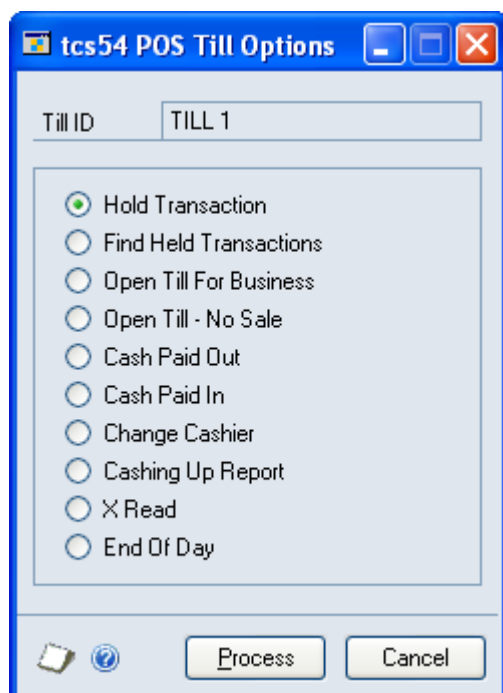 tcs54 POS Till Options
Till ID TILL 1
Hold Transaction
Find Held Transactions
Open Till For Business
Open Till - No Sale
Cash Paid Out
Cash Paid In
Change Cashier
Cashing Up Report
X Read
End Of Day
Process Cancel